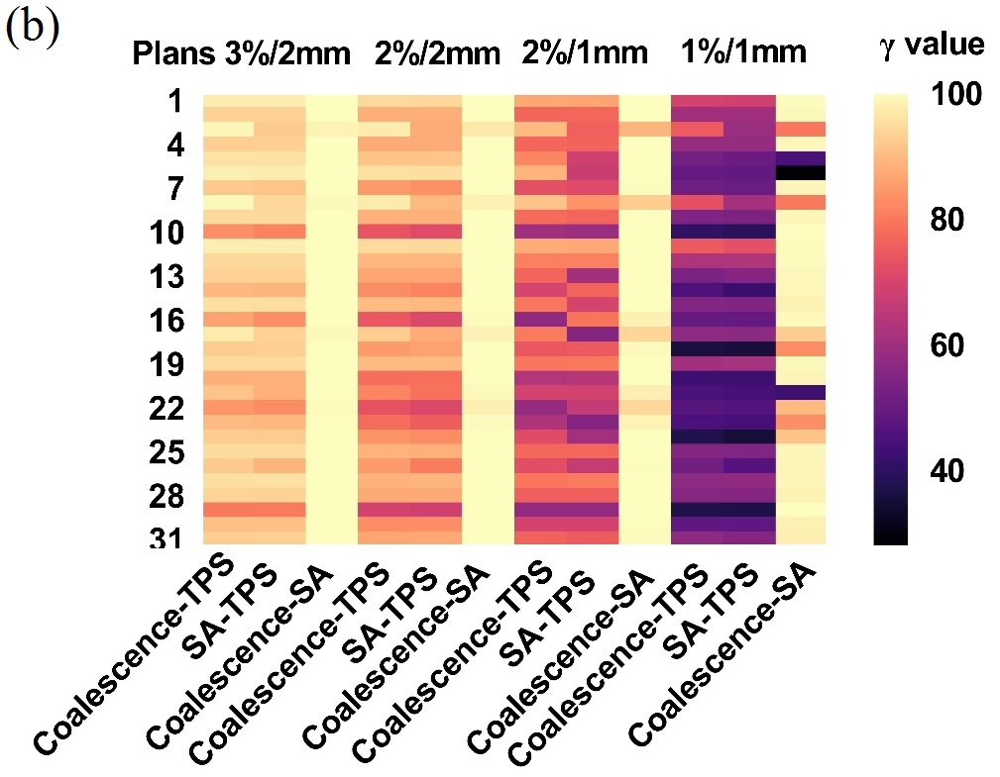 (b)
Plans 3%/2mm 2%/2mm 2%/1mm 1%/1mm
γ value
1
4
7
10
13
16
19
22
25
28
31
100
80
60
40
Coalescence-TPS
SA-TPS
Coalescence-SA
Coalescence-TPS
SA-TPS
Coalescence-SA
Coalescence-TPS
SA-TPS
Coalescence-SA
Coalescence-TPS
SA-TPS
Coalescence-SA